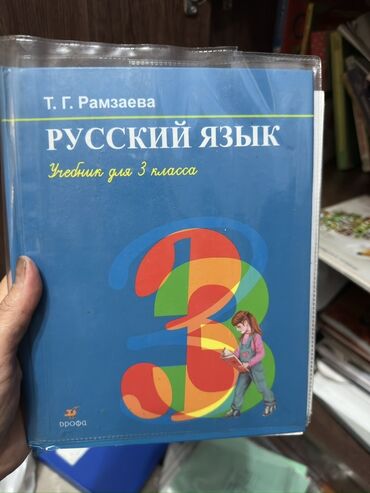 Т. Г. Рамзаева
РУССКИЙ ЯЗЫК
Учебник для 3 класса
3
дрофа